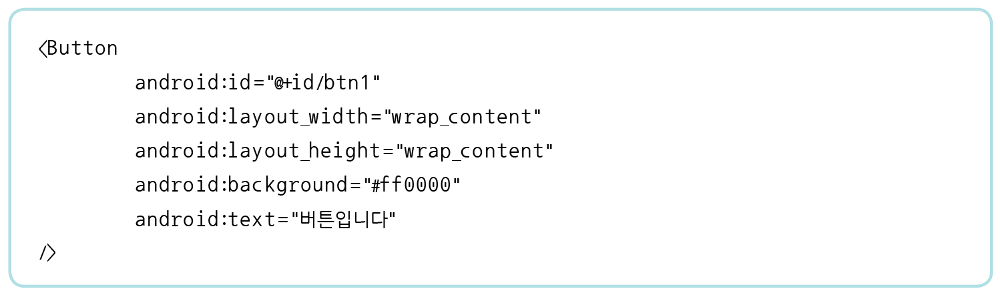 <Button
android:id="@+id/btn1"
android:layout_width="wrap_content"
android:layout_height="wrap_content"
android:background="#ff0000"
android:text="버튼입니다"
/>